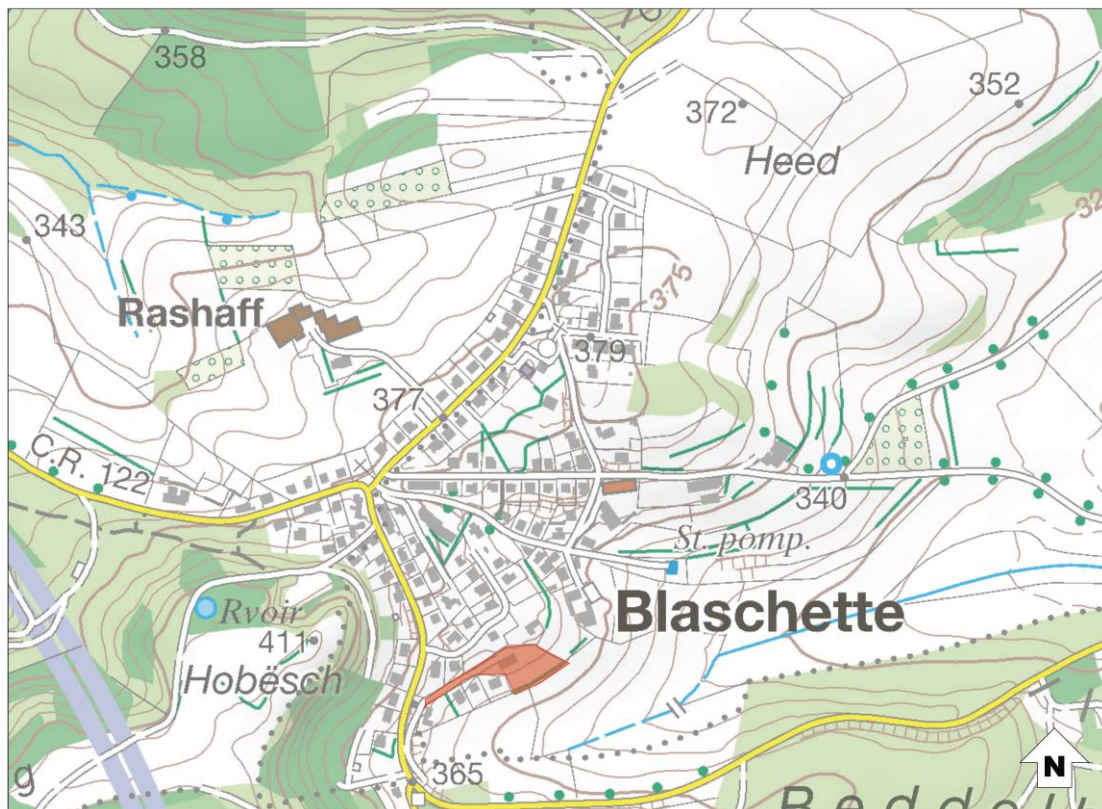 358
372
352
Heed
343
Rashaff
375
379
377
C.R. 122
340
St. pomp.
Blaschette
Rvoir
411
Hobësch
365
g
N